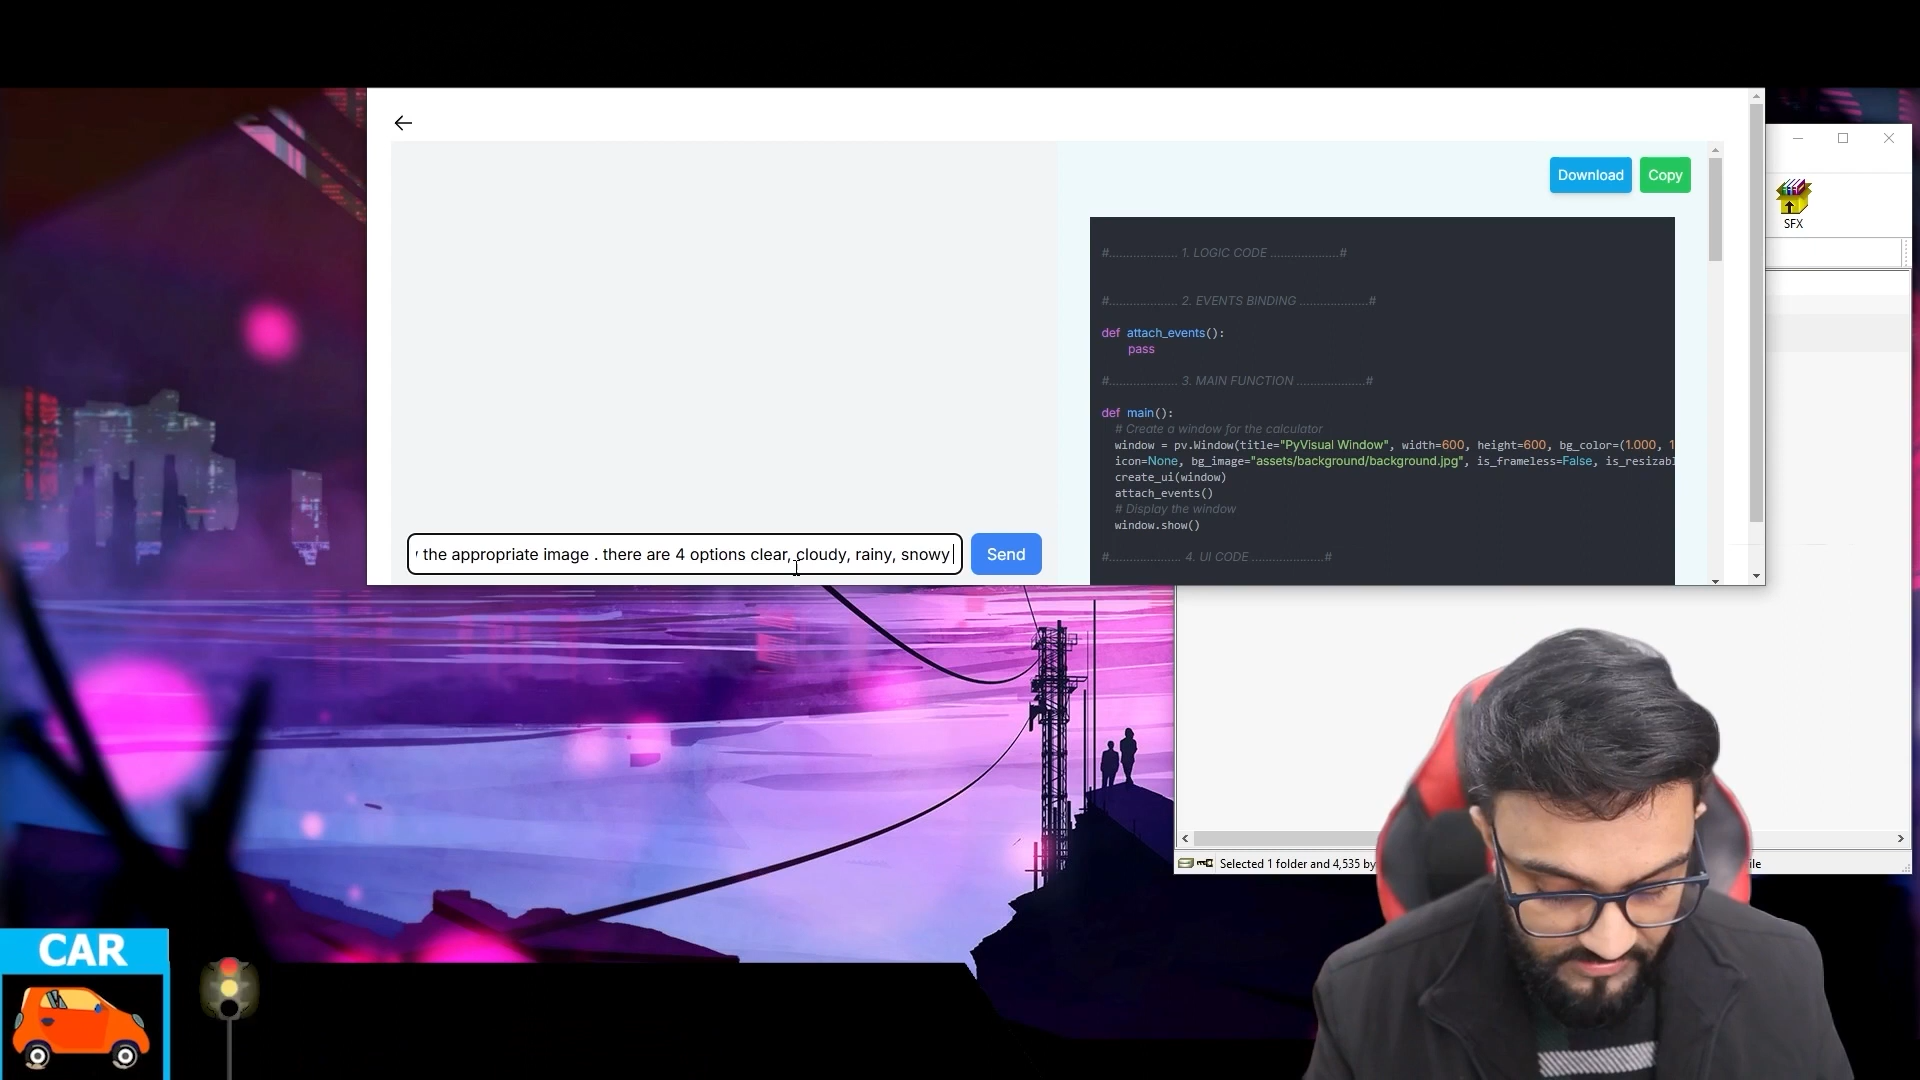 Download Copy
SFX
#................... 1. LOGIC CODE ...................#
#................... 2. EVENTS BINDING ...................#
def attach_events():
pass
#................... 3. MAIN FUNCTION ...................#
def main():
# Create a window for the calculator
window = pv.Window(title="PyVisual Window", width=600, height=600, bg_color=(1.000, 1
icon=None, bg_image="assets/background/background.jpg", is_frameless=False, is_resizabl
create_ui(window)
attach_events()
# Display the window
window.show()
#................... 4. UI CODE ...................#
the appropriate image . there are 4 options clear, cloudy, rainy, snowy Send
Selected 1 folder and 4,535 by
ile
CAR